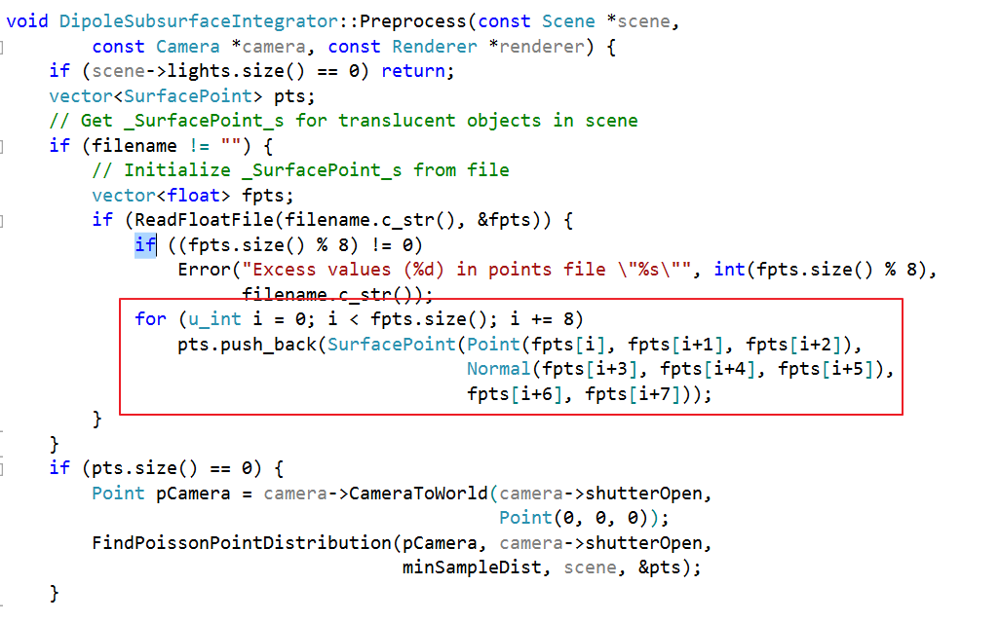 void DipoleSubsurfaceIntegrator::Preprocess(const Scene *scene,
        const Camera *camera, const Renderer *renderer) {
    if (scene->lights.size() == 0) return;
    vector<SurfacePoint> pts;
    // Get _SurfacePoint_s for translucent objects in scene
    if (filename != "") {
        // Initialize _SurfacePoint_s from file
        vector<float> fpts;
        if (ReadFloatFile(filename.c_str(), &fpts)) {
            if ((fpts.size() % 8) != 0)
                Error("Excess values (%d) in points file \"%s\"", int(fpts.size() % 8),
                      filename.c_str());
            for (u_int i = 0; i < fpts.size(); i += 8)
                pts.push_back(SurfacePoint(Point(fpts[i], fpts[i+1], fpts[i+2]),
                                           Normal(fpts[i+3], fpts[i+4], fpts[i+5]),
                                           fpts[i+6], fpts[i+7]));
        }
    }
    if (pts.size() == 0) {
        Point pCamera = camera->CameraToWorld(camera->shutterOpen,
                                              Point(0, 0, 0));
        FindPoissonPointDistribution(pCamera, camera->shutterOpen,
                                     minSampleDist, scene, &pts);
    }